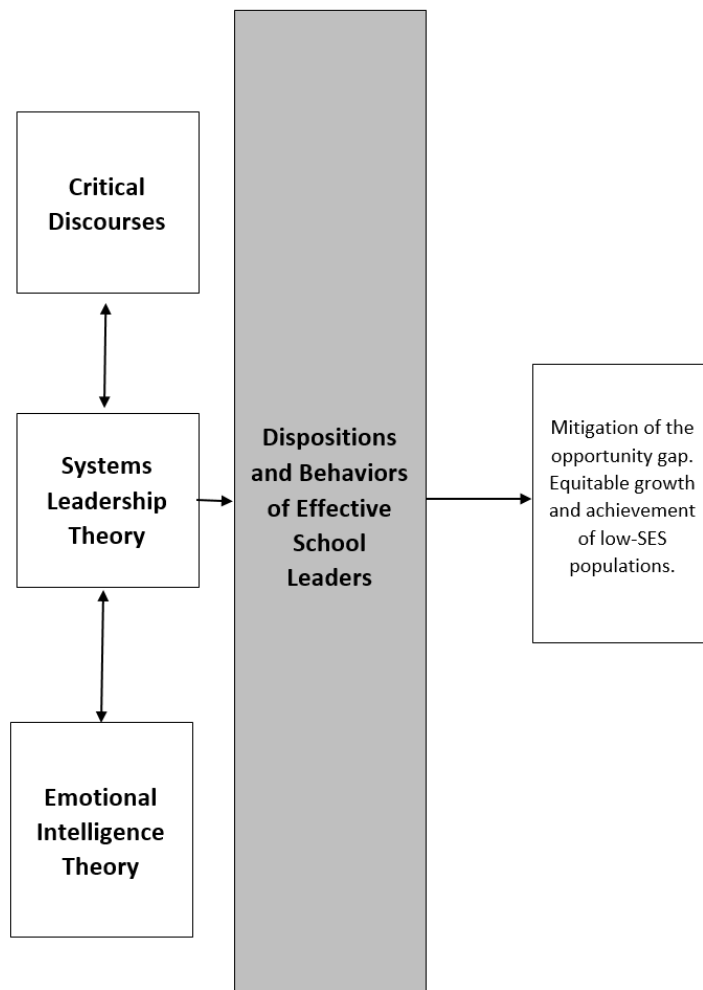 Critical
Discourses
Systems
Leadership
Theory
Emotional
Intelligence
Theory
Dispositions
and Behaviors
of Effective
School
Leaders
Mitigation of the
opportunity gap.
Equitable growth
and achievement
of low-SES
populations.